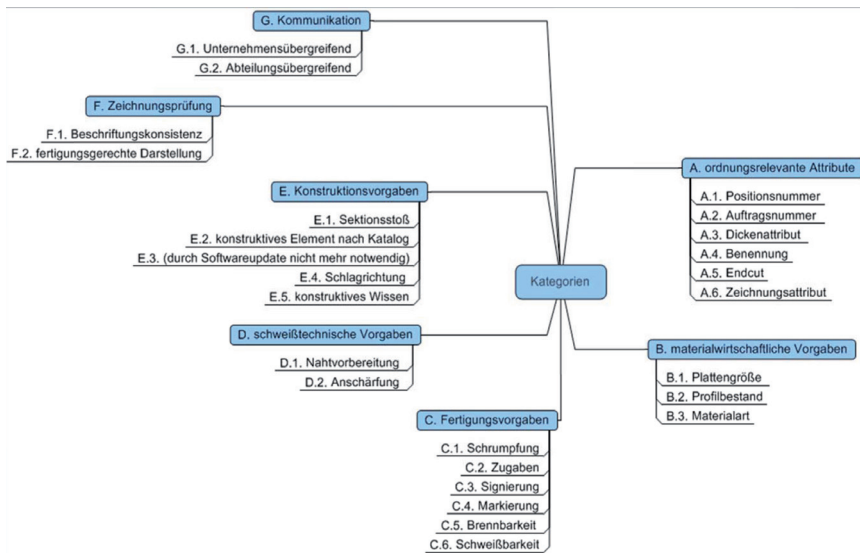 G. Kommunikation
G.1. Unternehmensübergreifend
G.2. Abteilungsübergreifend
F. Zeichnungsprüfung
F.1. Beschriftungskonsistenz
F.2. fertigungsgerechte Darstellung
E. Konstruktionsvorgaben
E.1. Sektionsstoß
E.2. konstruktives Element nach Katalog
E.3. (durch Softwareupdate nicht mehr notwendig)
E.4. Schlagrichtung
E.5. konstruktives Wissen
D. schweißtechnische Vorgaben
D.1. Nahtvorbereitung
D.2. Anschärfung
C. Fertigungsvorgaben
C.1. Schrumpfung
C.2. Zugaben
C.3. Signierung
C.4. Markierung
C.5. Brennbarkeit
C.6. Schweißbarkeit
Kategorien
A. ordnungsrelevante Attribute
A.1. Positionsnummer
A.2. Auftragsnummer
A.3. Dickenattribut
A.4. Benennung
A.5. Endcut
A.6. Zeichnungsattribut
B. materialwirtschaftliche Vorgaben
B.1. Plattengröße
B.2. Profilbestand
B.3. Materialart